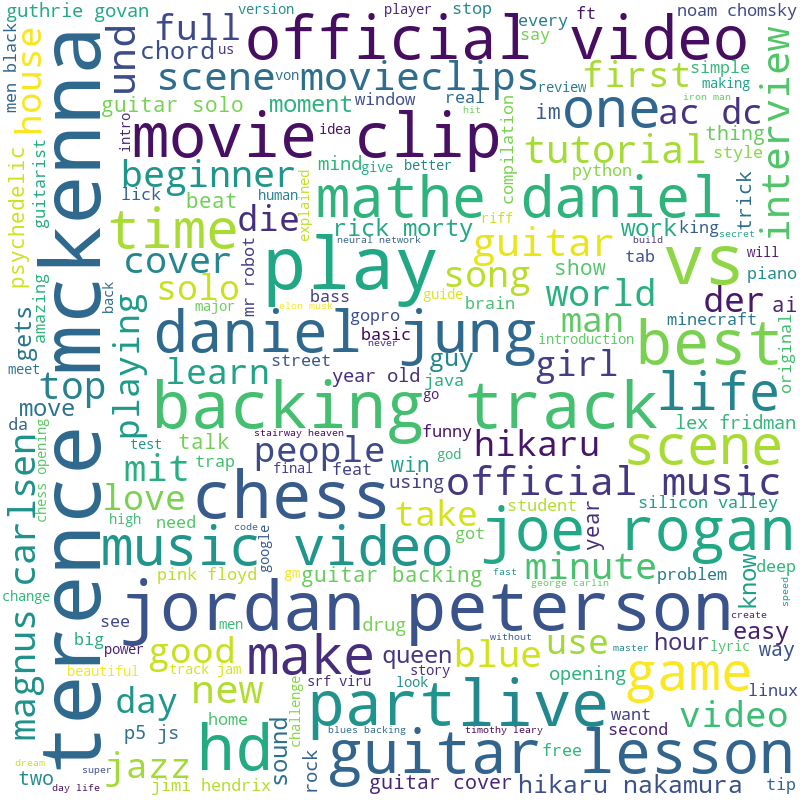 guthrie govan
version
player
stop
every
ft
noam chomsky
men blacko
house
mckenna
und
full
chord
official video
us
say
simple
making
iron man
scene
von
movieclips
first
review
real
window
moment
guitar solo
intro
movie clip
idea
hit
compilation
im
one
ac dc
thing
style
interview
psychedelic
guitarist
beginner
lick
beat
human
mind
give
better
explained
tutorial
python
trick
time
die
mathe daniel
rick morty
riff
work
king
secret
neural network
build
tab
will
piano
cover
mr robot
play
guitar
song
show
vs
amazing
back
solo
bass
guide
brain
world
der
ai
original
major
gopro
elon musk
man
minecraft
gets
meet
playing
daniel jung
basic
never
introduction
best
street
guy
girl
top
learn
year old
java
go
life
move
backing track
lex fridman
da
stairway heaven
funny
hikaru
test
talk
people
god
scene
magnus carlsen
chess opening
mit
trap
final
feat
using
win
official music
love
chess
take
student
silicon valley
high
need
got
year
terence
music video
code
google
joe rogan
minute
know
deep
pink floyd
gm
guitar backing
fast
problem
george carlin
speed
change
jordan peterson
create
see
men
drug
without
hour
easy
big
power
good
make
queen
blue
use
master
lyric
way
beautiful
track jam
story
opening
game
srf viru
look
linux
new
partlive
day
home
challenge
want
video
p5 js
hd
sound
blues backing
timothy leary
second
dream
jazz
rock
guitar lesson
free
two
super
jimi hendrix
guitar cover
hikaru nakamura
tip
day life